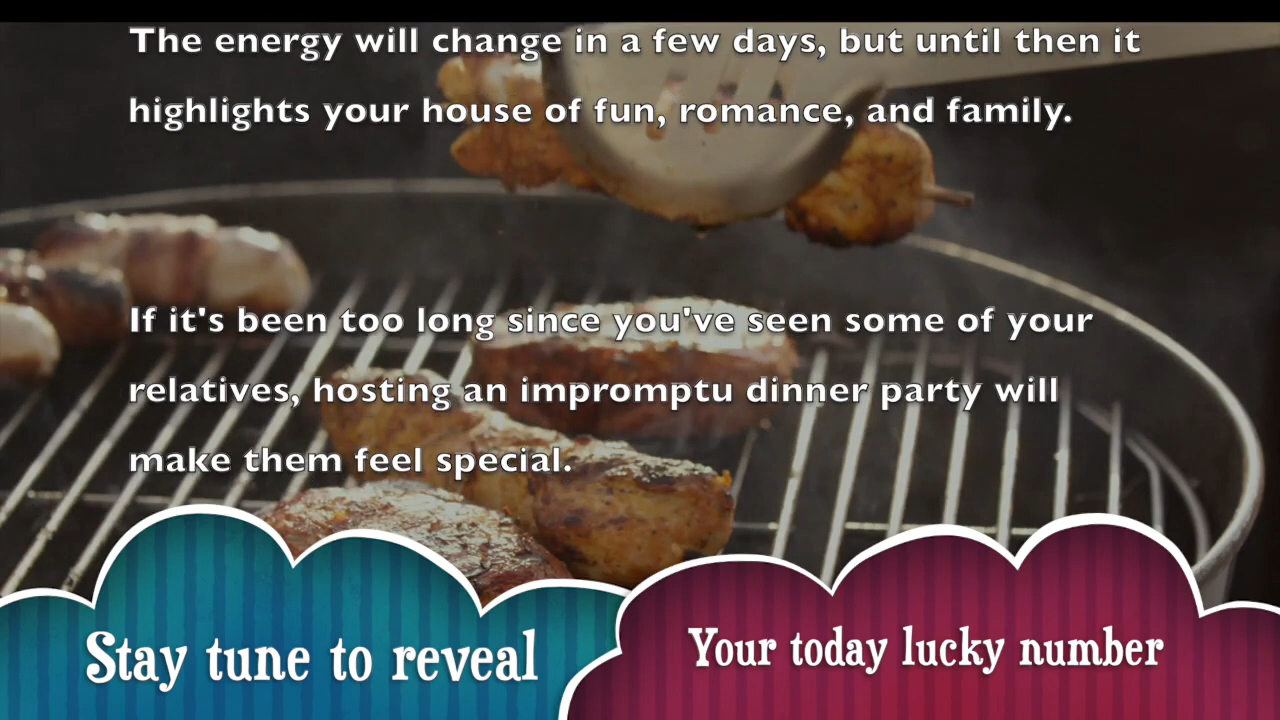 The energy will change in a few days, but until then it
highlights your house of fun, romance, and family.
If it's been too long since you've seen some of your
relatives, hosting an impromptu dinner party will
make them feel special.
Stay tune to reveal
Your today lucky number